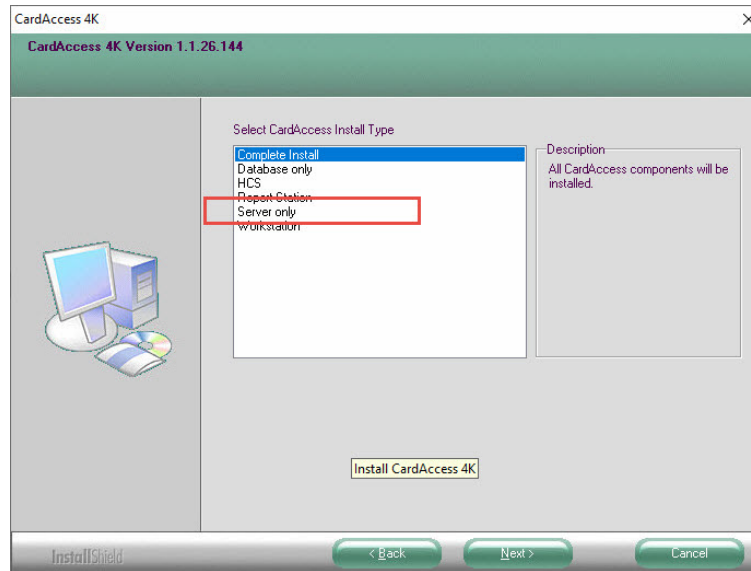 CardAccess 4K
CardAccess 4K Version 1.1.26.144
Select CardAccess Install Type
Complete Install
Database only
HCS
Report Station
Server only
Workstation
Description
All CardAccess components will be
installed.
Install CardAccess 4K
InstallShield
< Back
Next >
Cancel